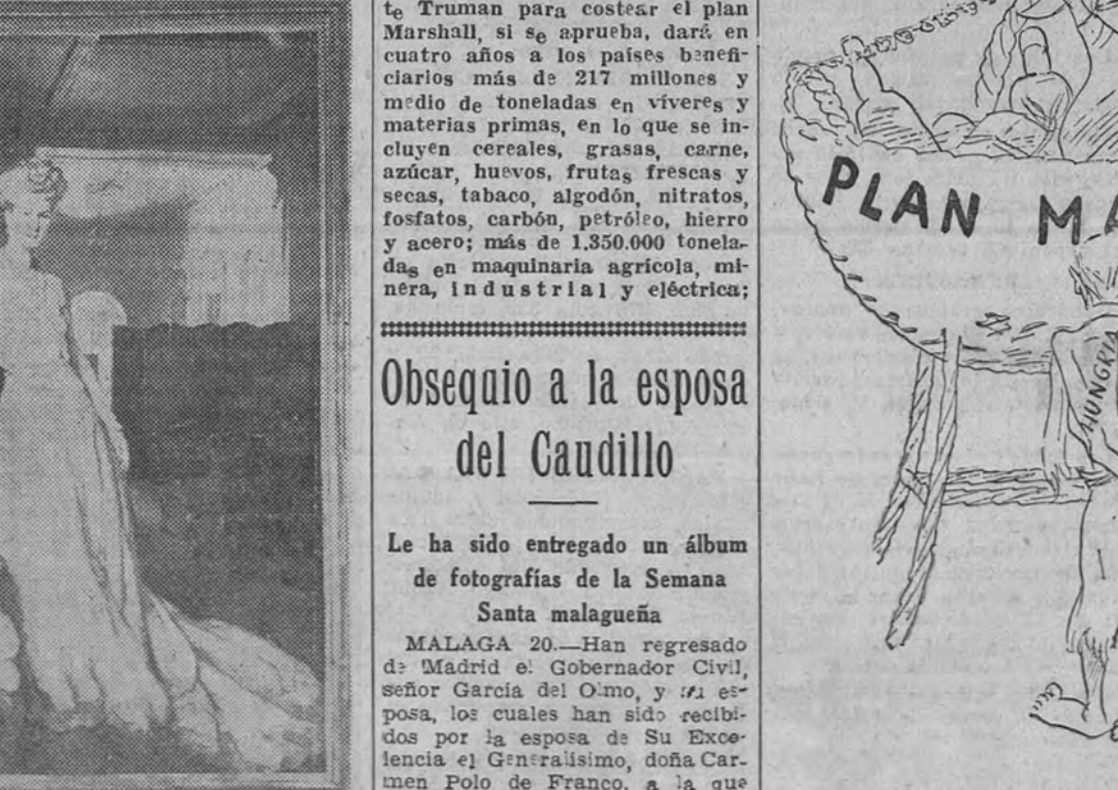 te Truman para costear el plan
Marshall, si se aprueba, dará en
cuatro años a los países benefi-
ciarios más de 217 millones y
medio de toneladas en víveres y
materias primas, en lo que se in-
cluyen cereales, grasas, carne,
azúcar, huevos, frutas frescas y
secas, tabaco, algodón, nitratos,
fosfatos, carbón, petróleo, hierro
y acero; más de 1.350.000 tonela-
das en maquinaria agrícola, mi-
nera, industrial y eléctrica;
Obsequio a la esposa
del Caudillo
Le ha sido entregado un álbum
de fotografías de la Semana
Santa malagueña
MALAGA 20.—Han regresado
de Madrid el Gobernador Civil,
señor García del Olmo, y su es-
posa, los cuales han sido recibi-
dos por la esposa de Su Exce-
lencia el Generalísimo, doña Car-
men Polo de Franco, a la que
PLAN MA
HUNGRI